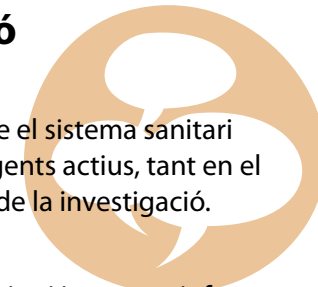 ó
e el sistema sanitari
gents actius, tant en el
de la investigació.